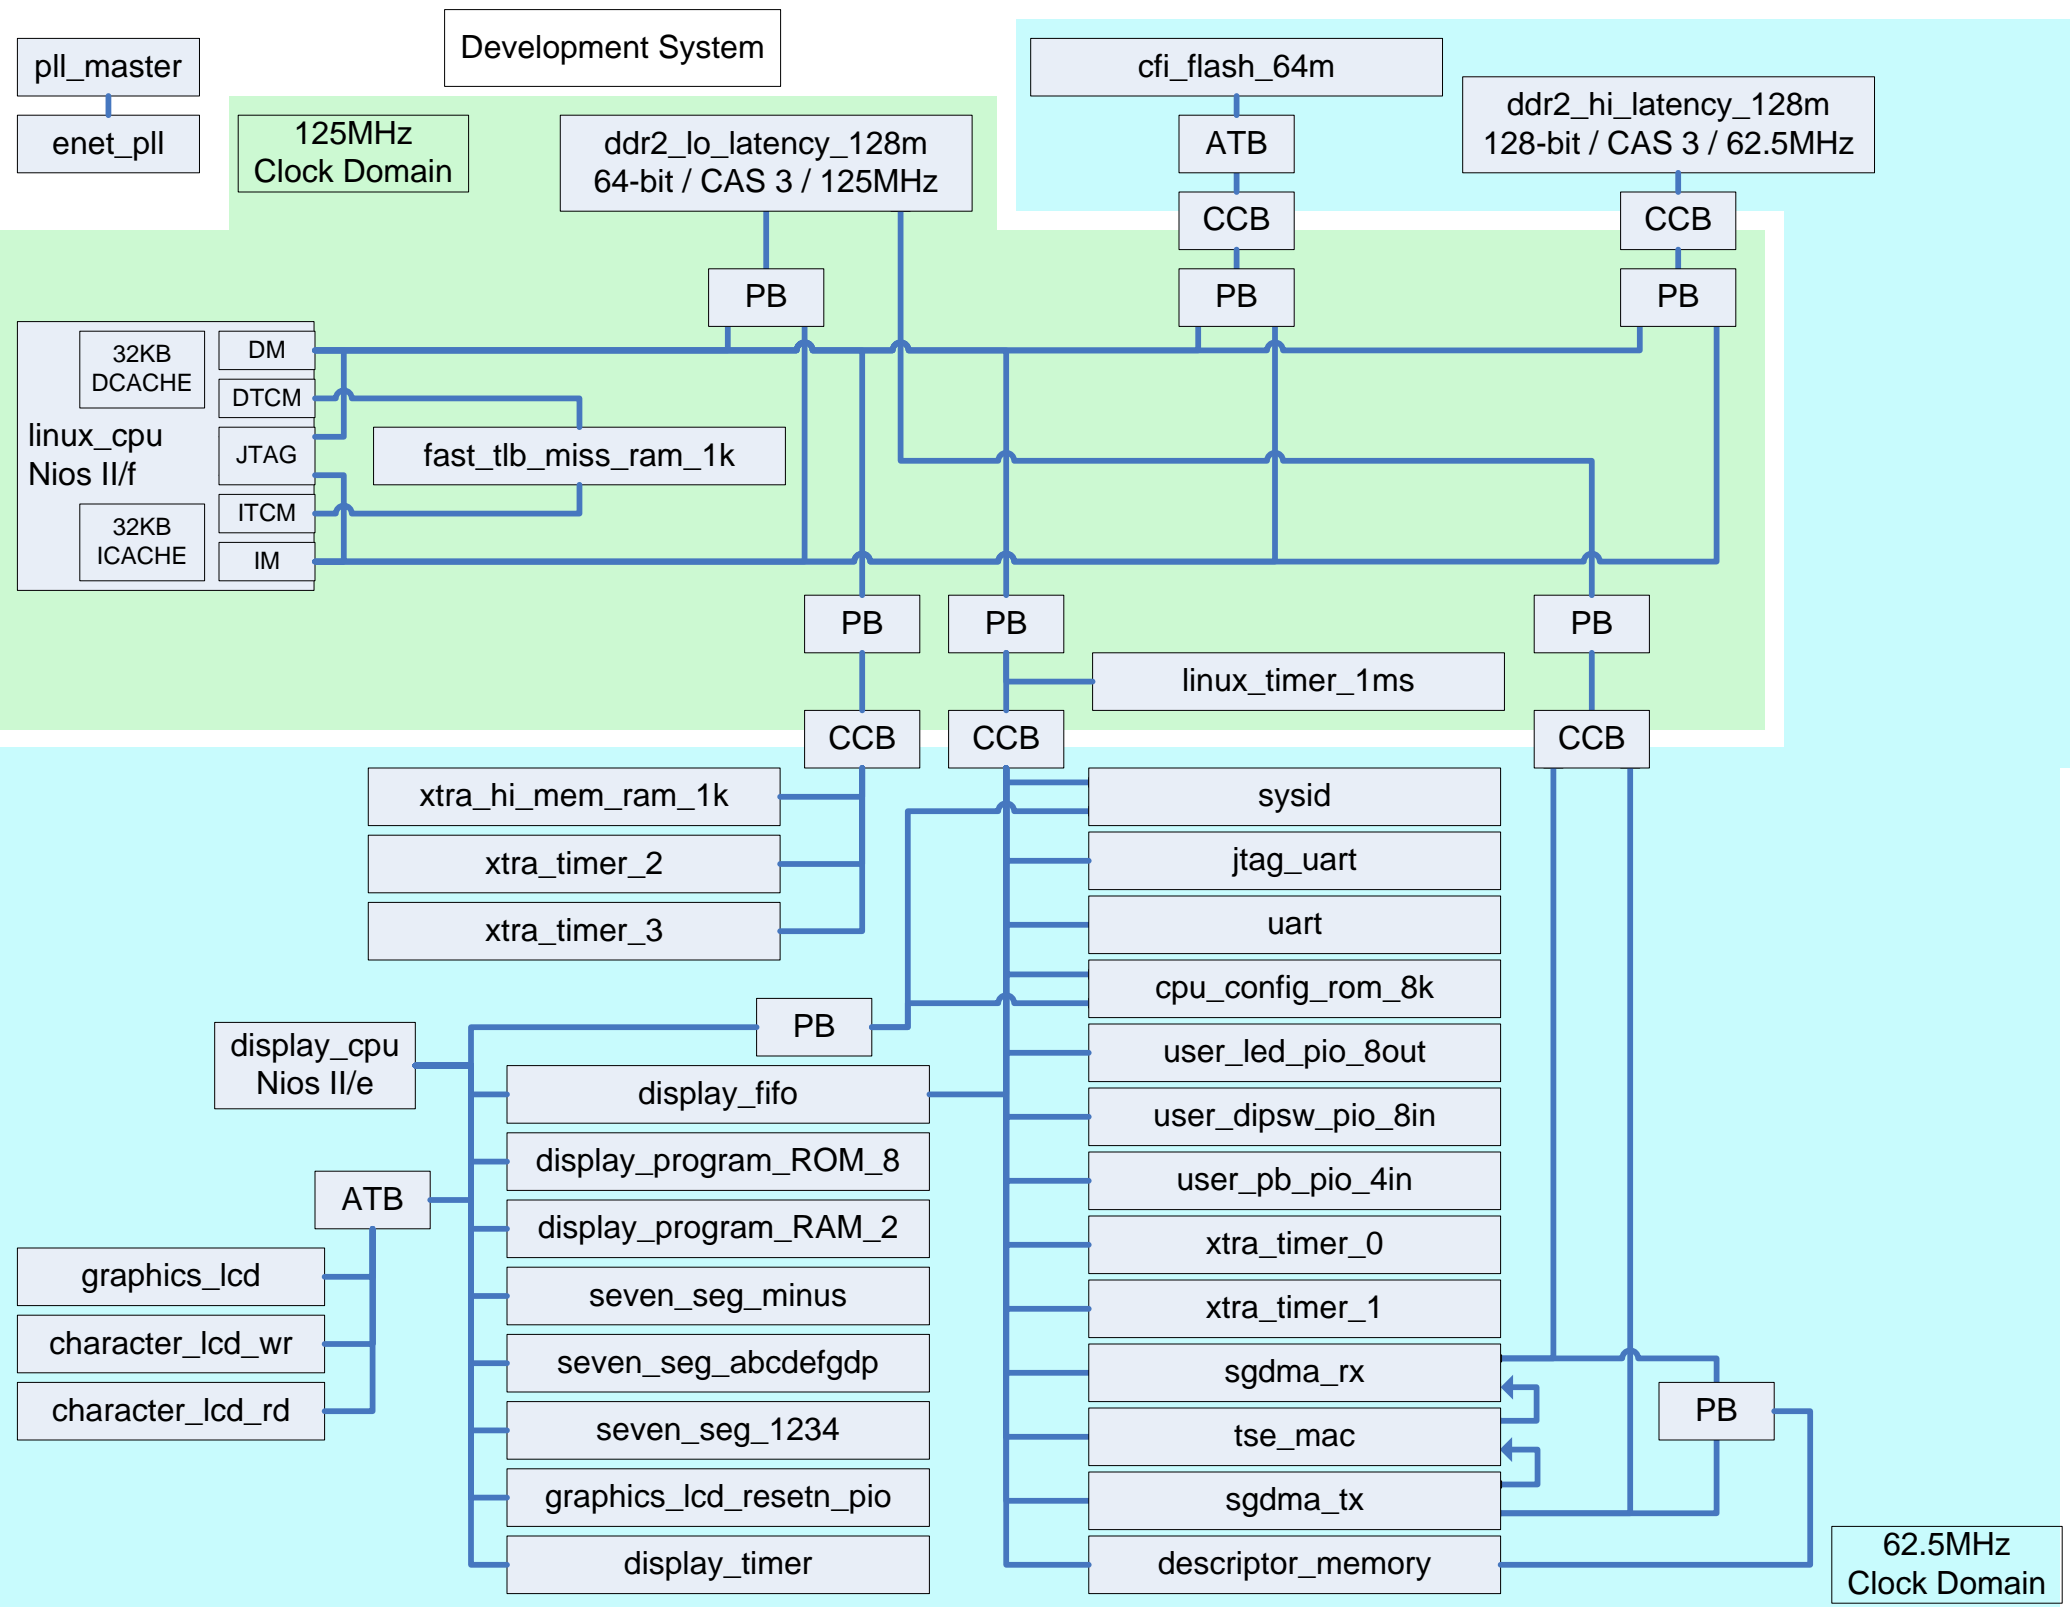 Development System
pll_master
enet_pll
125MHz
Clock Domain
ddr2_lo_latency_128m
64-bit / CAS 3 / 125MHz
cfi_flash_64m
ATB
CCB
PB
ddr2_hi_latency_128m
128-bit / CAS 3 / 62.5MHz
CCB
PB
PB
linux_cpu
Nios II/f
32KB
DCACHE
32KB
ICACHE
DM
DTCM
JTAG
ITCM
IM
fast_tlb_miss_ram_1k
PB
PB
PB
linux_timer_1ms
CCB
CCB
CCB
xtra_hi_mem_ram_1k
xtra_timer_2
xtra_timer_3
sysid
jtag_uart
uart
cpu_config_rom_8k
user_led_pio_8out
user_dipsw_pio_8in
user_pb_pio_4in
xtra_timer_0
xtra_timer_1
sgdma_rx
tse_mac
sgdma_tx
descriptor_memory
PB
PB
display_cpu
Nios II/e
display_fifo
display_program_ROM_8
display_program_RAM_2
seven_seg_minus
seven_seg_abcdefgdp
seven_seg_1234
graphics_lcd_resetn_pio
display_timer
ATB
graphics_lcd
character_lcd_wr
character_lcd_rd
62.5MHz
Clock Domain